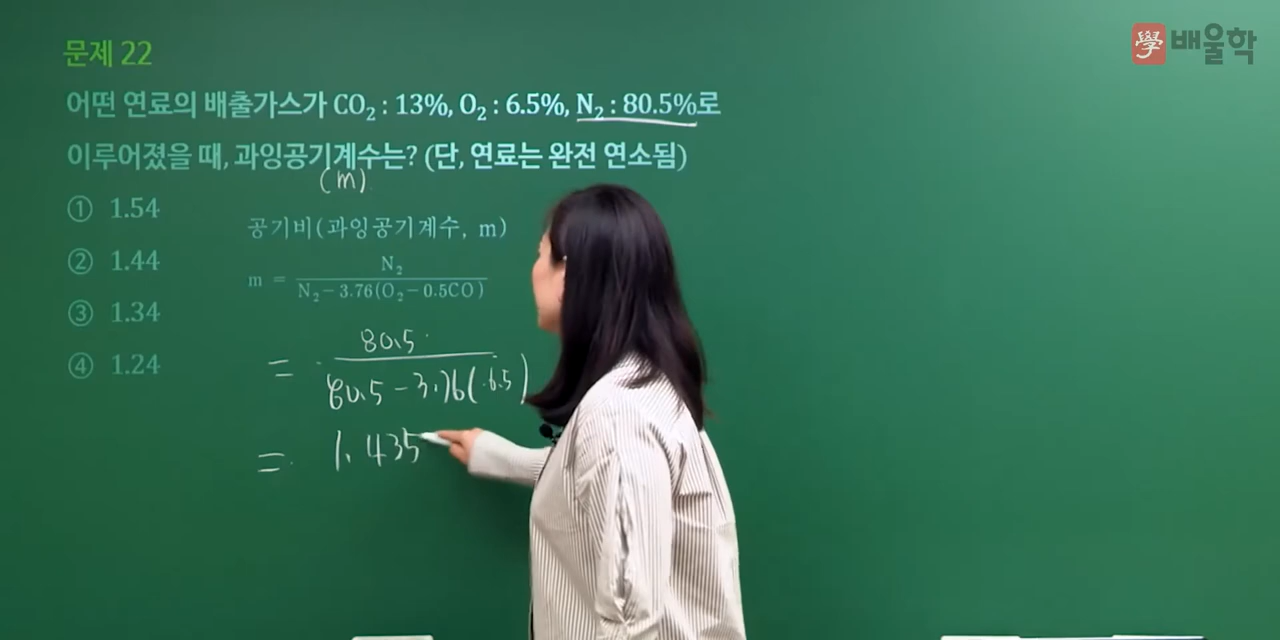 學 배울학
문제 22
어떤 연료의 배출가스가 CO₂ : 13%, O₂ : 6.5%, N₂ : 80.5%로
이루어졌을 때, 과잉공기계수는? (단, 연료는 완전 연소됨)
(m)
① 1.54
② 1.44
③ 1.34
④ 1.24
공기비(과잉공기계수, m)
m = N₂ / N₂ − 3.76(O₂ − 0.5CO)
= 80.5 / 80.5 − 3.76(6.5)
= 1.435